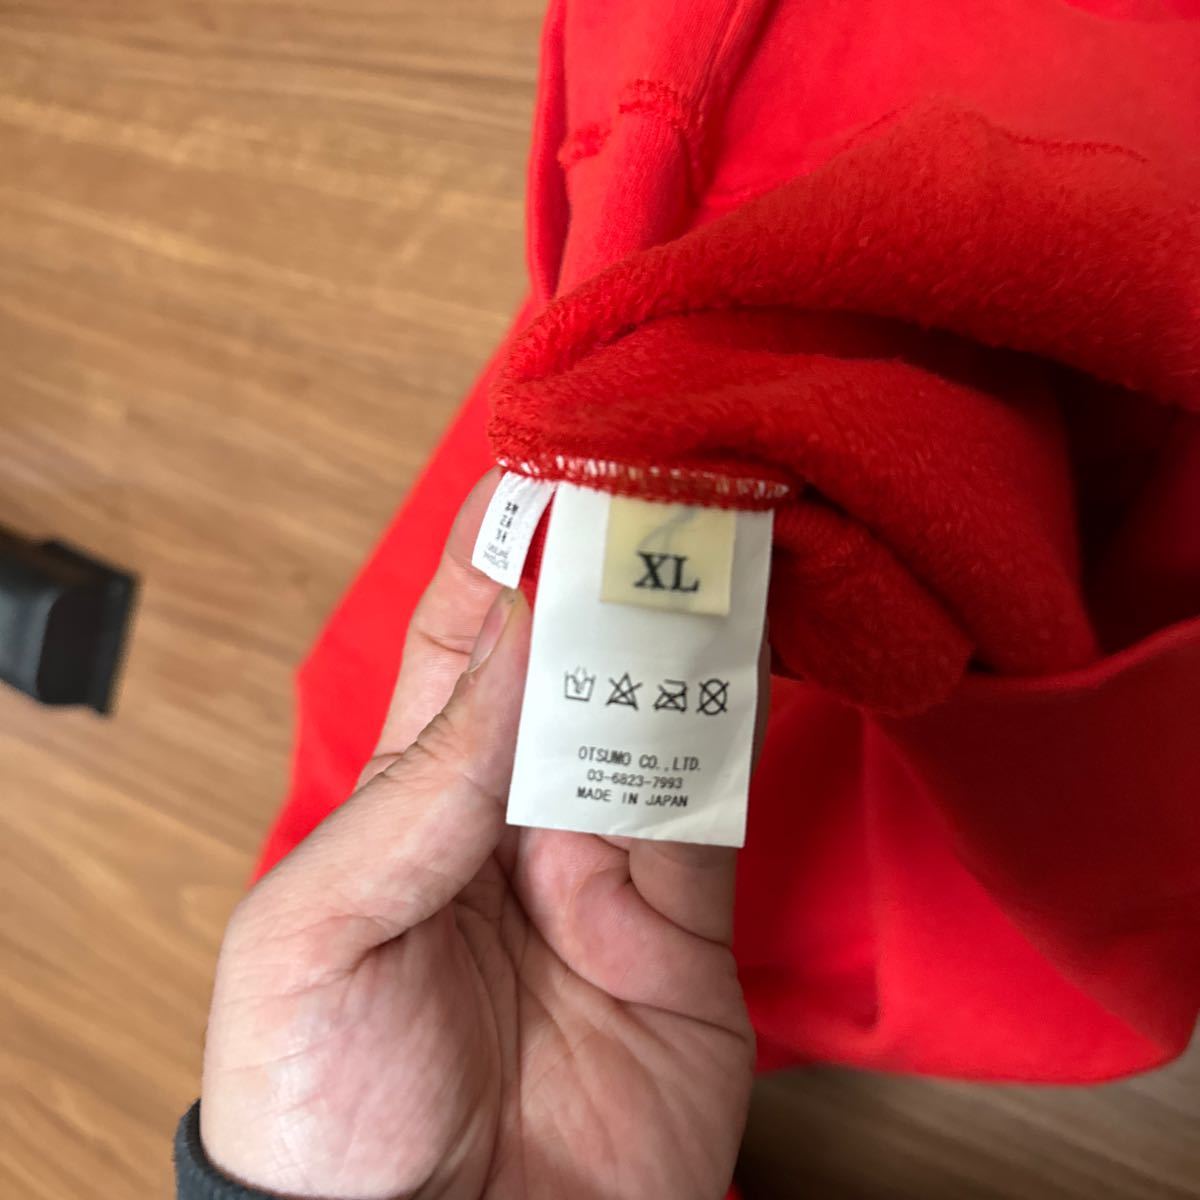 XL
OTSUMO CO.,LTD.
03-6823-7993
MADE IN JAPAN